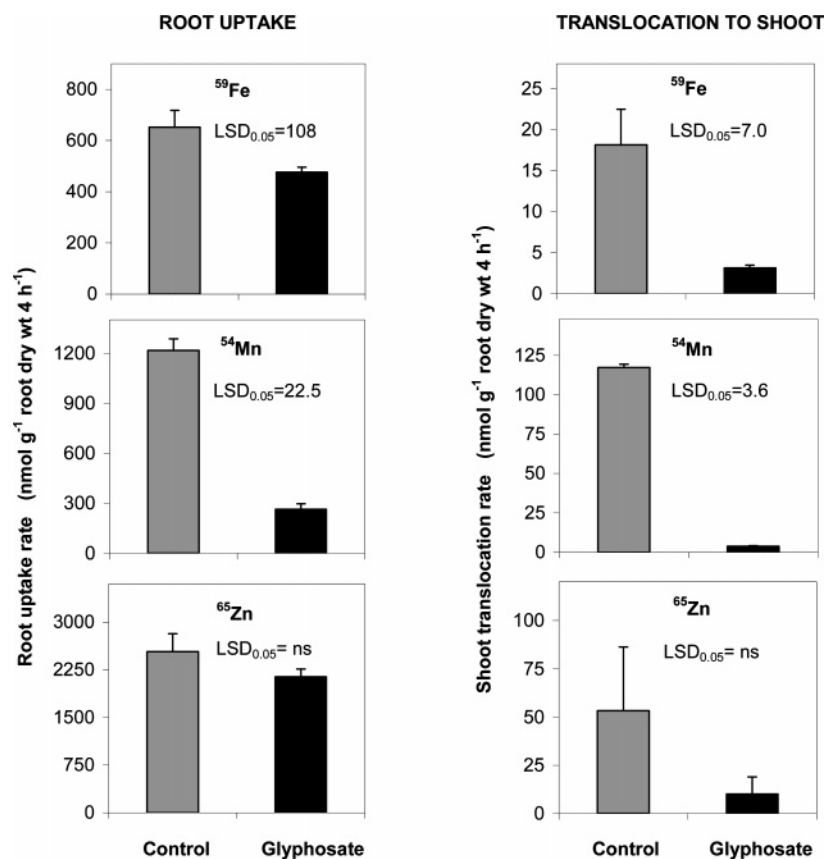 ROOT UPTAKE
Root uptake rate (nmol g⁻¹ root dry wt 4 h⁻¹)
⁵⁹Fe
LSD₀.₀₅=108
800
600
400
200
0
⁵⁴Mn
LSD₀.₀₅=22.5
1200
900
600
300
0
⁶⁵Zn
LSD₀.₀₅= ns
3000
2250
1500
750
0
Control Glyphosate
TRANSLOCATION TO SHOOT
Shoot translocation rate (nmol g⁻¹ root dry wt 4 h⁻¹)
⁵⁹Fe
LSD₀.₀₅=7.0
25
20
15
10
5
0
⁵⁴Mn
LSD₀.₀₅=3.6
125
100
75
50
25
0
⁶⁵Zn
LSD₀.₀₅= ns
100
75
50
25
0
Control Glyphosate